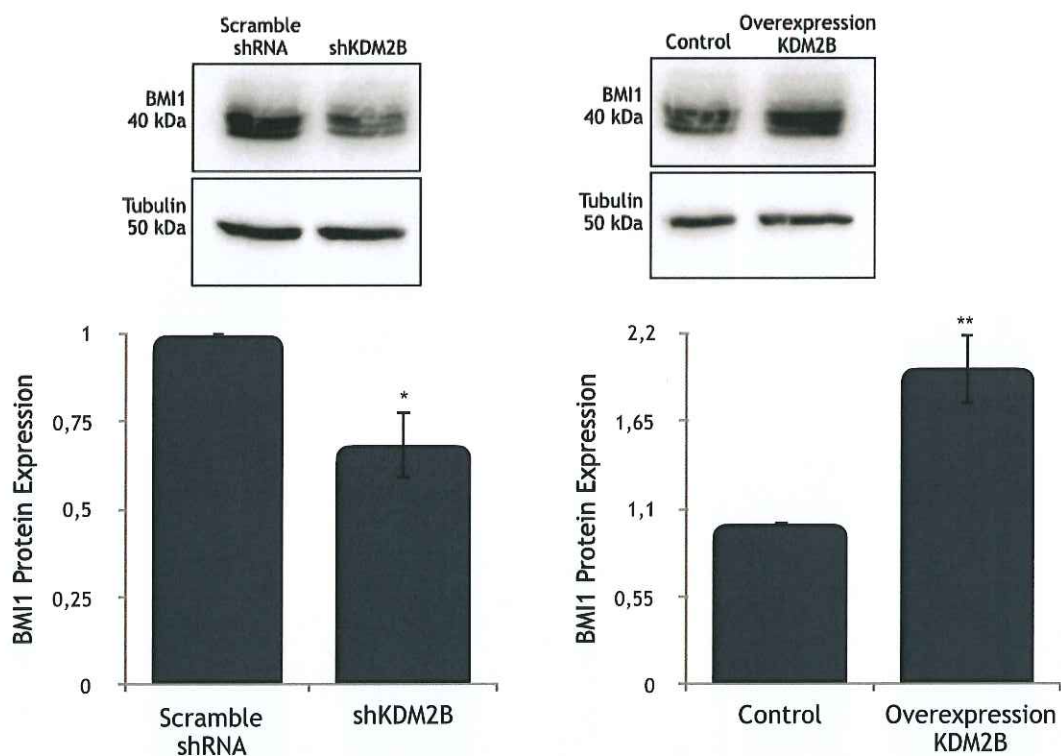 Scramble
shRNA
shKDM2B
BMI1
40 kDa
Tubulin
50 kDa
Control
Overexpression
KDM2B
BMI1
40 kDa
Tubulin
50 kDa
BMI1 Protein Expression
1
0,75
0,5
0,25
0
*
Scramble
shRNA
shKDM2B
BMI1 Protein Expression
2,2
1,65
1,1
0,55
0
**
Control
Overexpression
KDM2B